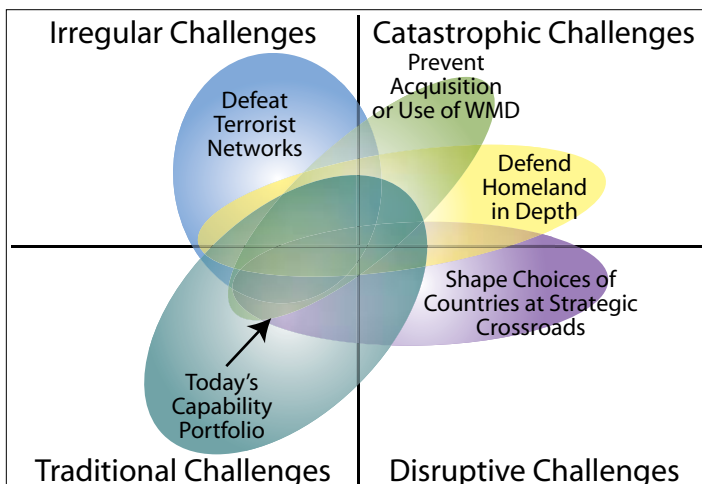 Irregular Challenges
Catastrophic Challenges
Prevent
Acquisition
or Use of WMD
Defeat
Terrorist
Networks
Defend
Homeland
in Depth
Shape Choices of
Countries at Strategic
Crossroads
Today's
Capability
Portfolio
Traditional Challenges
Disruptive Challenges